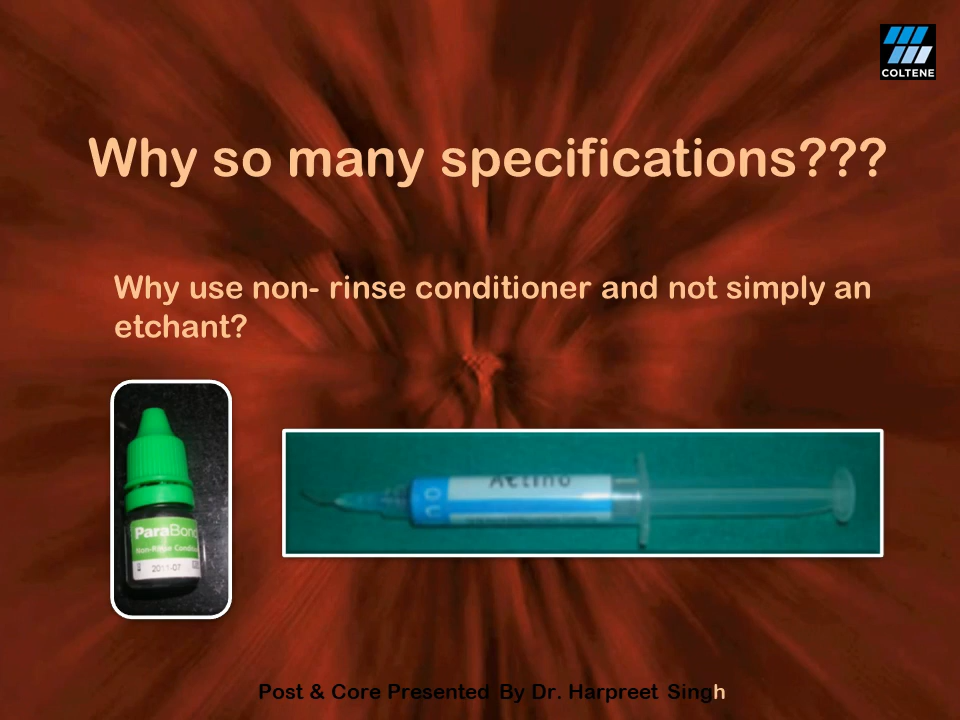 COLTENE
Why so many specifications???
Why use non- rinse conditioner and not simply an
etchant?
ParaBond
Non-Rinse Conditioner
2011-07
Post & Core Presented By Dr. Harpreet Singh